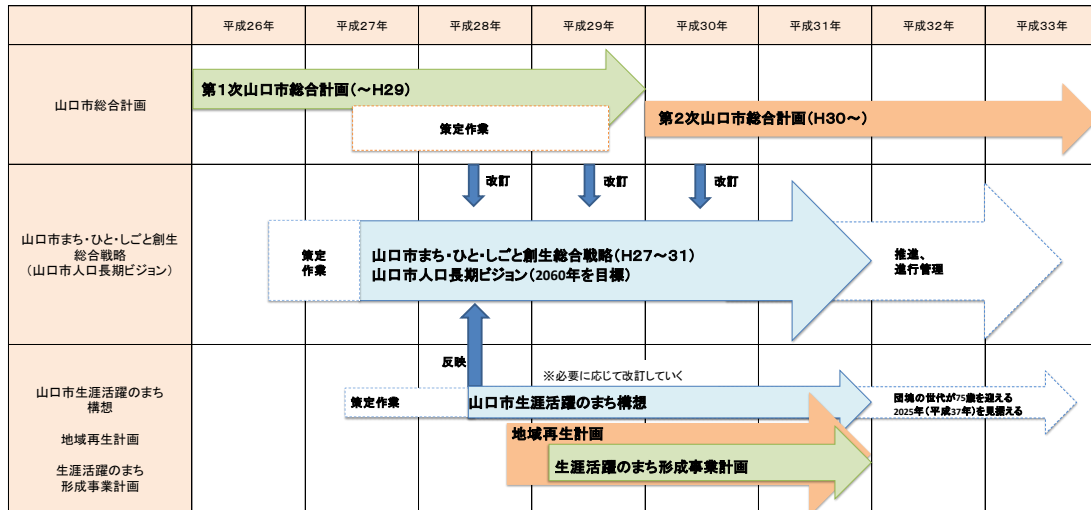 平成26年
平成27年
平成28年
平成29年
平成30年
平成31年
平成32年
平成33年
山口市総合計画
第1次山口市総合計画(～H29)
策定作業
第2次山口市総合計画(H30～)
改訂
改訂
改訂
山口市まち・ひと・しごと創生
総合戦略
(山口市人口長期ビジョン)
策定
作業
山口市まち・ひと・しごと創生総合戦略(H27～31)
山口市人口長期ビジョン(2060年を目標)
推進、
進行管理
反映
※必要に応じて改訂していく
山口市生涯活躍のまち
構想
策定作業
山口市生涯活躍のまち構想
団塊の世代が75歳を迎える
2025年(平成37年)を見据える
地域再生計画
地域再生計画
生涯活躍のまち
形成事業計画
生涯活躍のまち形成事業計画